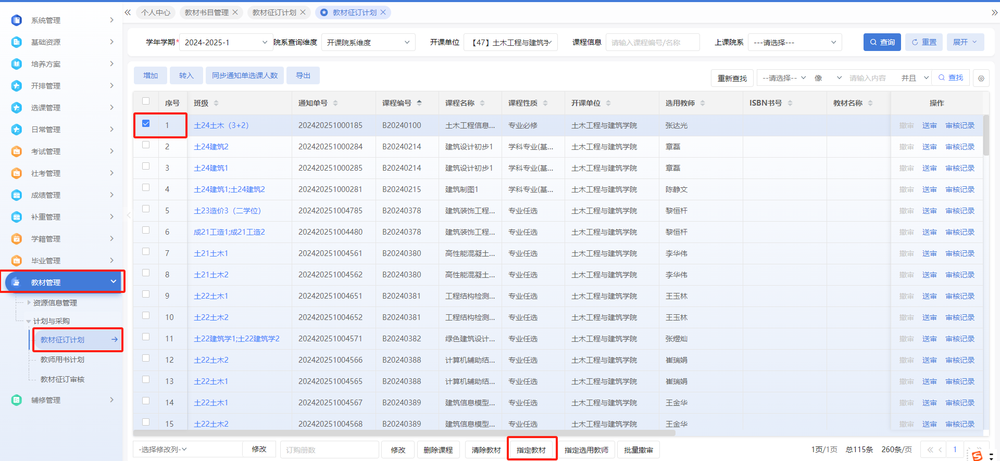 个人中心 教材书目管理 教材征订计划 教材征订计划
系统管理
基础资源
培养方案
开排管理
选课管理
日常管理
考试管理
社考管理
成绩管理
补重管理
学籍管理
毕业管理
教材管理
资源信息管理
计划与采购
教材征订计划
教师用书计划
教材征订审核
辅修管理
学年学期* 2024-2025-1 院系查询维度 开课院系维度 开课单位 【47】土木工程与建筑学 课程信息 请输入课程编号/名称 上课院系 ---请选择--- 查询 重置 展开
增加 转入 同步通知单选课人数 导出 重新查找 --请选择-- 像 请输入内容 并且 查找
序号 班级 通知单号 课程编号 课程名称 课程性质 开课单位 选用教师 ISBN书号 教材名称 操作
1 土24土木（3+2） 202420251000185 B20240100 土木工程信息... 专业必修 土木工程与建筑学院 张达光 撤审 送审 审核记录
2 土24建筑2 202420251000284 B20240214 建筑设计初步1 学科专业(基... 土木工程与建筑学院 章磊 撤审 送审 审核记录
3 土24建筑1 202420251000285 B20240214 建筑设计初步1 学科专业(基... 土木工程与建筑学院 章磊 撤审 送审 审核记录
4 土24建筑1;土24建筑2 202420251000281 B20240215 建筑制图1 学科专业(基... 土木工程与建筑学院 陈静文 撤审 送审 审核记录
5 土23造价3（二学位） 202420251004785 B20240378 建筑装饰工程... 专业任选 土木工程与建筑学院 黎恒杆 撤审 送审 审核记录
6 成21工造1;成21工造2 202420251004480 B20240378 建筑装饰工程... 专业任选 土木工程与建筑学院 黎恒杆 撤审 送审 审核记录
7 土21土木1 202420251004561 B20240380 高性能混凝土... 专业任选 土木工程与建筑学院 李华伟 撤审 送审 审核记录
8 土21土木2 202420251004562 B20240380 高性能混凝土... 专业任选 土木工程与建筑学院 李华伟 撤审 送审 审核记录
9 土22土木1 202420251004651 B20240381 工程结构检测... 专业任选 土木工程与建筑学院 王玉林 撤审 送审 审核记录
10 土22土木2 202420251004652 B20240381 工程结构检测... 专业任选 土木工程与建筑学院 王玉林 撤审 送审 审核记录
11 土22建筑学1;土22建筑学2 202420251004571 B20240382 绿色建筑设计... 专业任选 土木工程与建筑学院 张煜灿 撤审 送审 审核记录
12 土22土木2 202420251004566 B20240388 计算机辅助结... 专业任选 土木工程与建筑学院 崔瑞娟 撤审 送审 审核记录
13 土22土木1 202420251004565 B20240388 计算机辅助结... 专业任选 土木工程与建筑学院 崔瑞娟 撤审 送审 审核记录
14 土22土木1 202420251004567 B20240389 建筑信息模型... 专业任选 土木工程与建筑学院 王金华 撤审 送审 审核记录
15 土22土木2 202420251004568 B20240389 建筑信息模型... 专业任选 土木工程与建筑学院 王金华 撤审 送审 审核记录
-选择修改列- 修改 订购册数 修改 删除课程 清除教材 指定教材 指定选用教师 批量撤审 1页/1页 总115条 260条/页 1